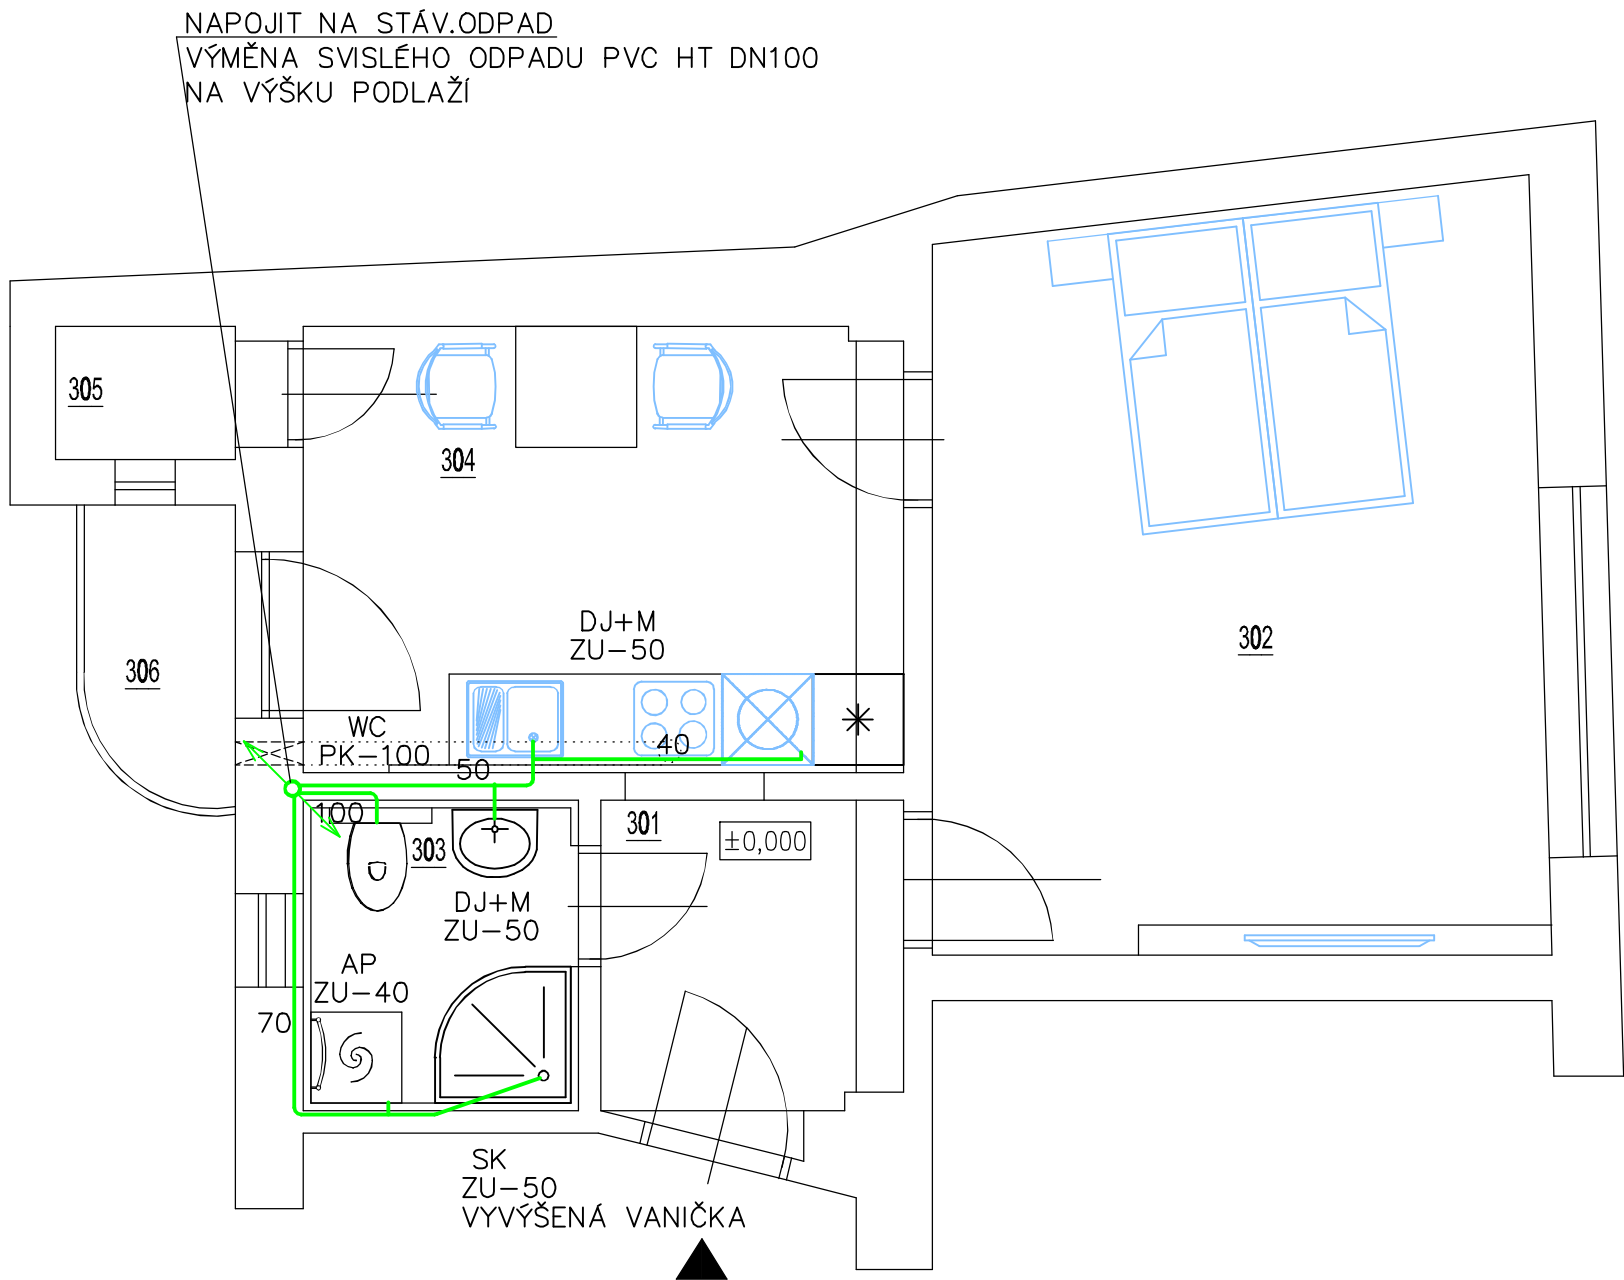 NAPOJIT NA STÁV.ODPAD
VÝMĚNA SVISLÉHO ODPADU PVC HT DN100
NA VÝŠKU PODLAŽÍ
305
304
306
302
DJ+M
ZU-50
WC
PK-100
50
40
100
303
301
±0,000
DJ+M
ZU-50
AP
ZU-40
70
SK
ZU-50
VYVÝŠENÁ VANIČKA